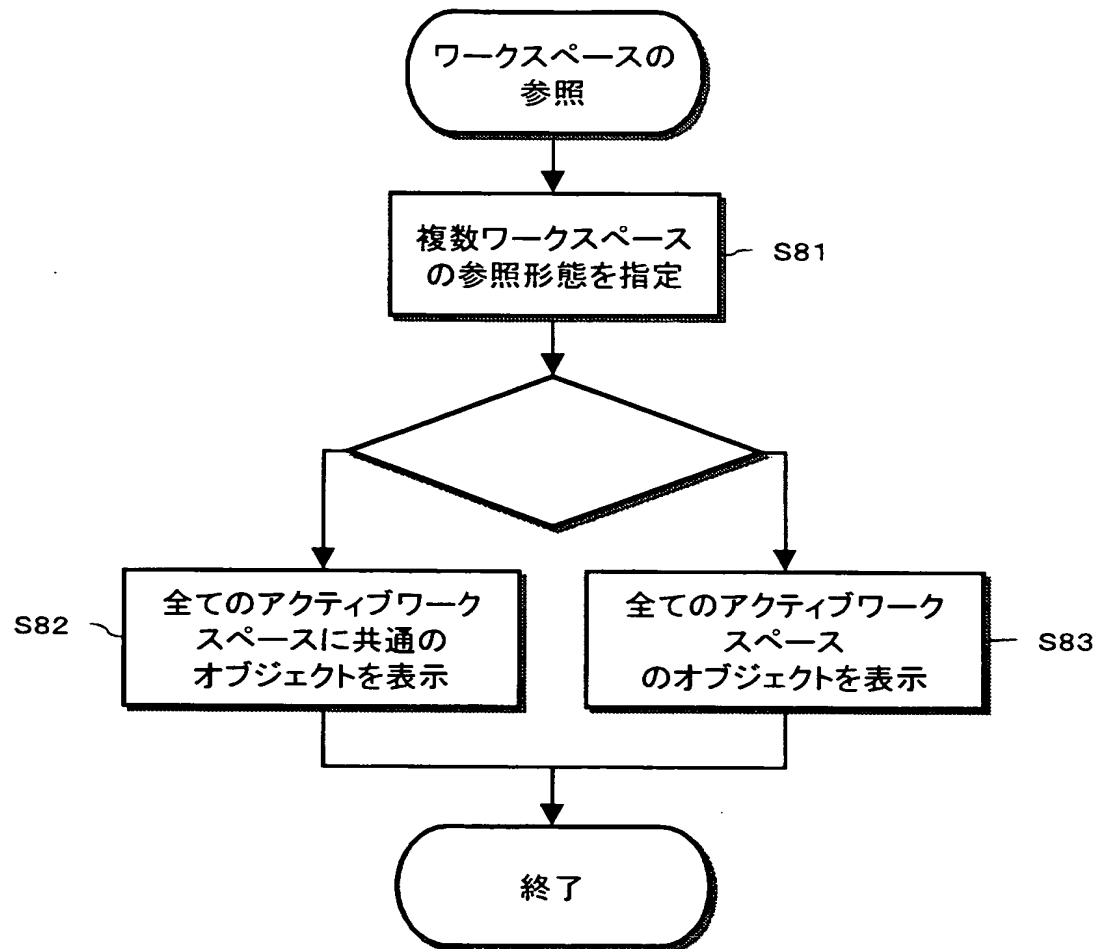 ワークスペースの
参照
複数ワークスペース
の参照形態を指定
S81
S82
全てのアクティブワーク
スペースに共通の
オブジェクトを表示
全てのアクティブワーク
スペース
のオブジェクトを表示
S83
終了